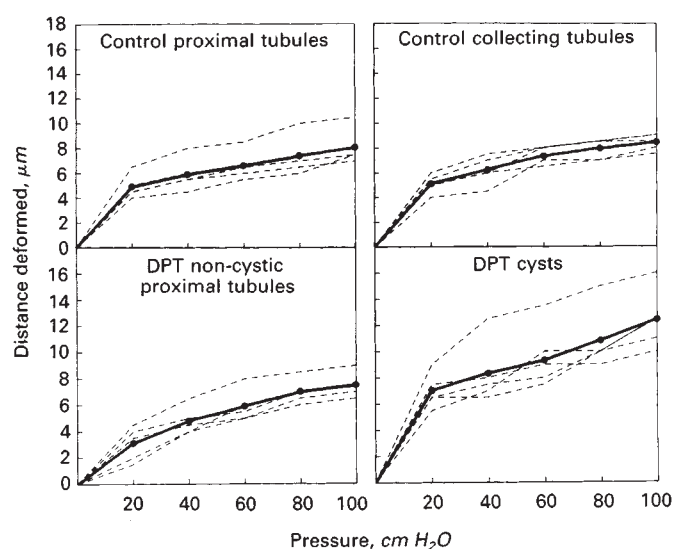 Control proximal tubules
Control collecting tubules
18
16
14
12
10
8
6
4
2
0
DPT non-cystic
proximal tubules
DPT cysts
16
14
12
10
8
6
4
2
0
20 40 60 80 100
20 40 60 80 100
Distance deformed, μm
Pressure, cm H₂O